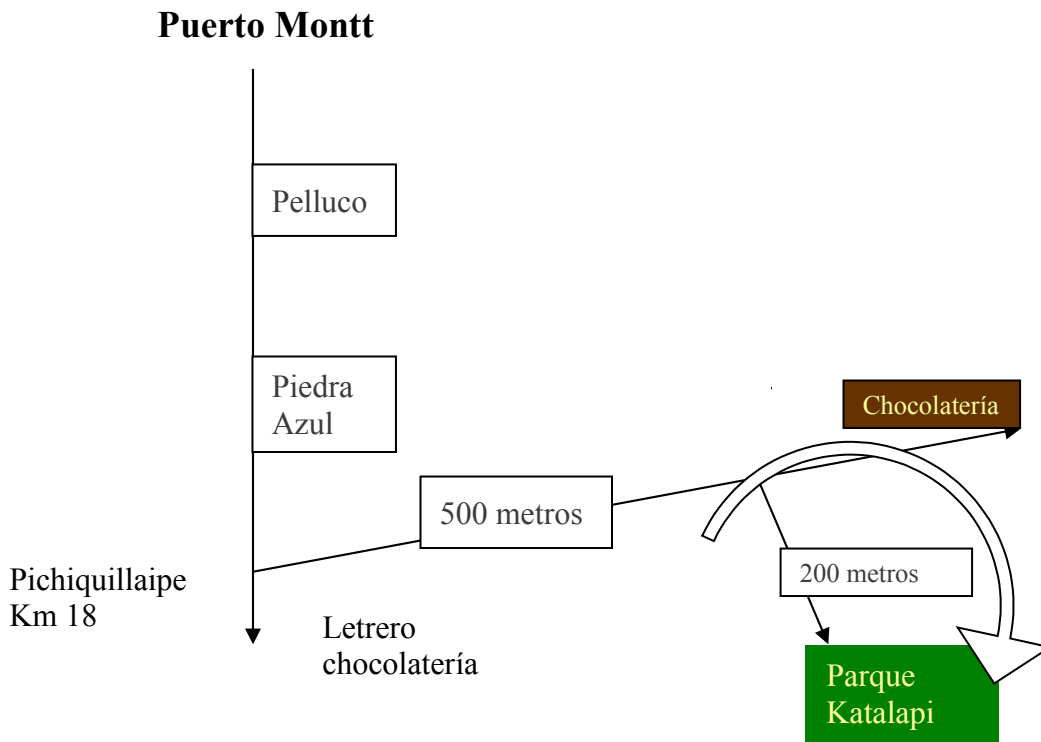 Puerto Montt
Pelluco
Piedra
Azul
Chocolatería
500 metros
200 metros
Pichiquillaipe
Km 18
Letrero
chocolatería
Parque
Katalapi